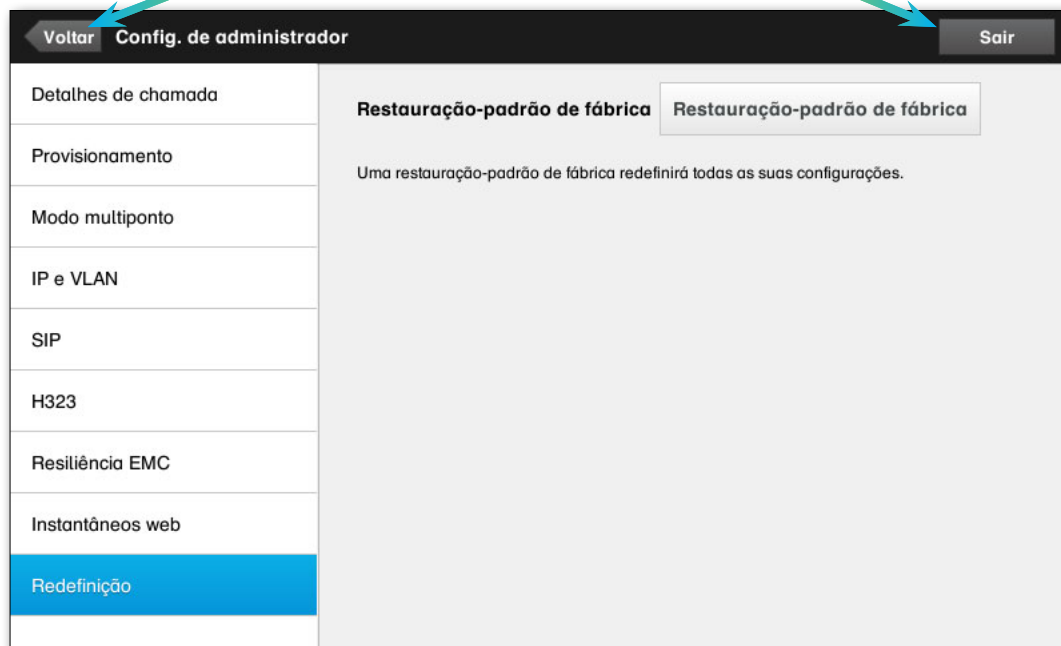 Voltar Config. de administrador Sair
Detalhes de chamada
Provisionamento
Modo multiponto
IP e VLAN
SIP
H323
Resiliência EMC
Instantâneos web
Redefinição
Restauração-padrão de fábrica Restauração-padrão de fábrica
Uma restauração-padrão de fábrica redefinirá todas as suas configurações.